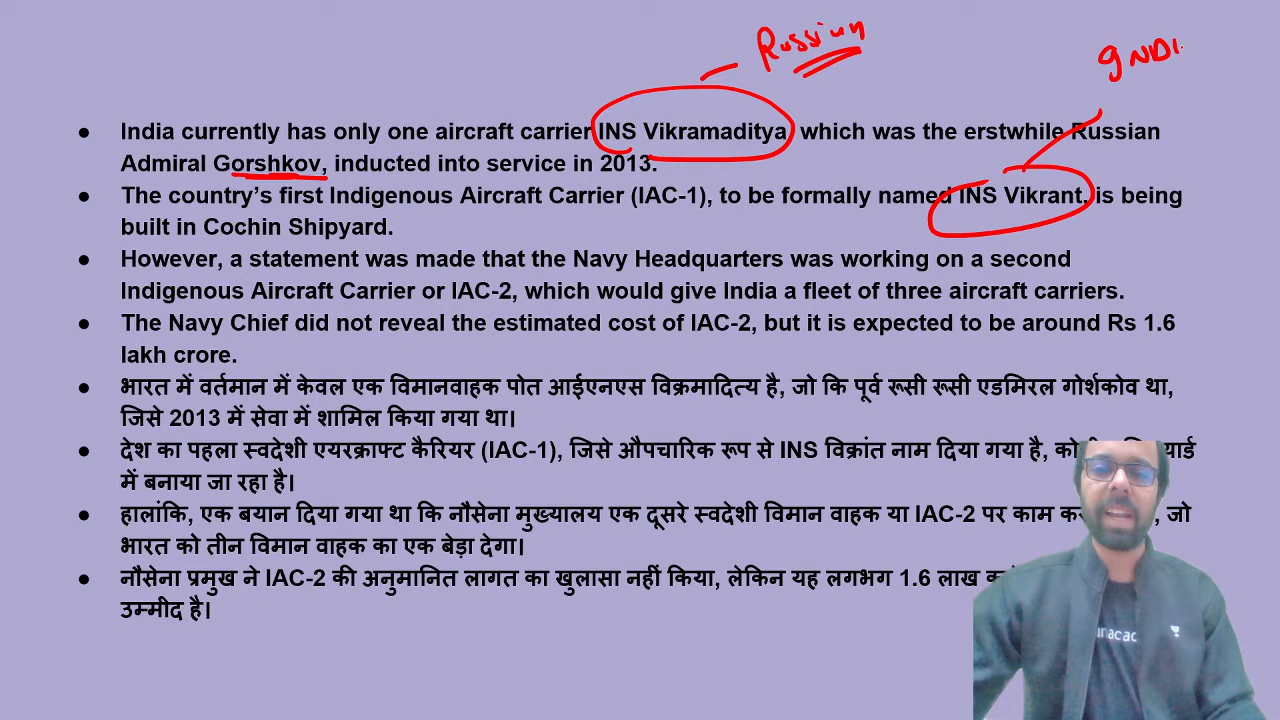 Russian
INDI
● India currently has only one aircraft carrier INS Vikramaditya, which was the erstwhile Russian
Admiral Gorshkov, inducted into service in 2013.
● The country's first Indigenous Aircraft Carrier (IAC-1), to be formally named INS Vikrant, is being
built in Cochin Shipyard.
● However, a statement was made that the Navy Headquarters was working on a second
Indigenous Aircraft Carrier or IAC-2, which would give India a fleet of three aircraft carriers.
● The Navy Chief did not reveal the estimated cost of IAC-2, but it is expected to be around Rs 1.6
lakh crore.
● भारत में वर्तमान में केवल एक विमानवाहक पोत आईएनएस विक्रमादित्य है, जो कि पूर्व रूसी रूसी एडमिरल गोर्शकोव था,
जिसे 2013 में सेवा में शामिल किया गया था।
● देश का पहला स्वदेशी एयरक्राफ्ट कैरियर (IAC-1), जिसे औपचारिक रूप से INS विक्रांत नाम दिया गया है,
में बनाया जा रहा है।
● हालांकि, एक बयान दिया गया था कि नौसेना मुख्यालय एक दूसरे स्वदेशी विमान वाहक या IAC-2 पर काम जो
भारत को तीन विमान वाहक का एक बेड़ा देगा।
● नौसेना प्रमुख ने IAC-2 की अनुमानित लागत का खुलासा नहीं किया, लेकिन यह लगभग 1.6 लाख
उम्मीद है।